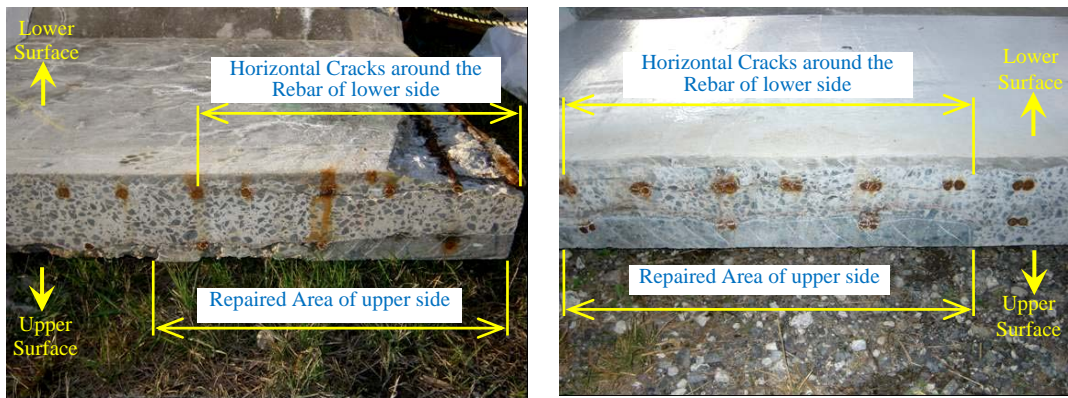 Lower
Surface
Horizontal Cracks around the
Rebar of lower side
Repaired Area of upper side
Upper
Surface
Horizontal Cracks around the
Rebar of lower side
Lower
Surface
Repaired Area of upper side
Upper
Surface